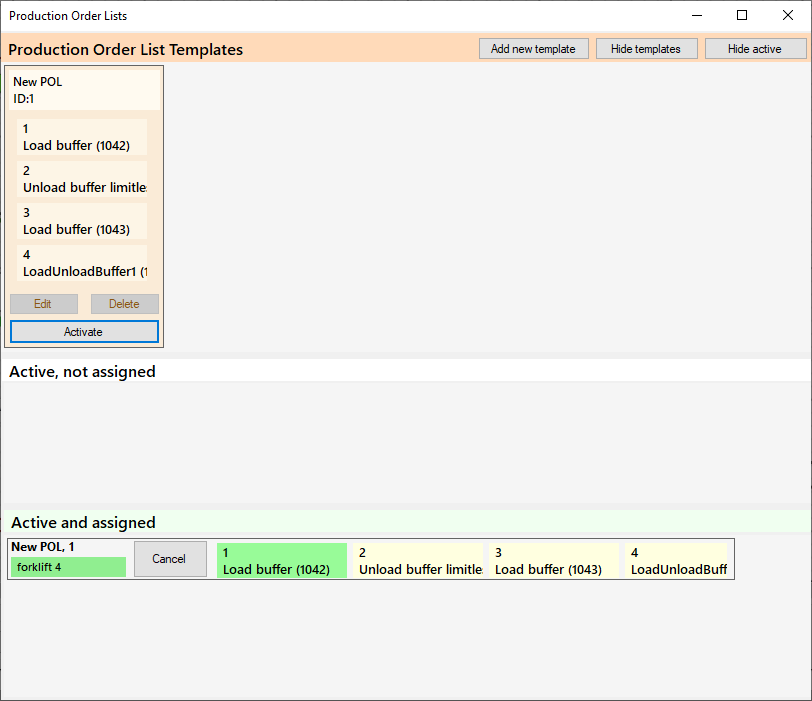 Production Order Lists
Production Order List Templates
Add new template
Hide templates
Hide active
New POL
ID:1
1
Load buffer (1042)
2
Unload buffer limitle
3
Load buffer (1043)
4
LoadUnloadBuffer1 (1
Edit
Delete
Activate
Active, not assigned
Active and assigned
New POL, 1
forklift 4
Cancel
1
Load buffer (1042)
2
Unload buffer limitle
3
Load buffer (1043)
4
LoadUnloadBuff